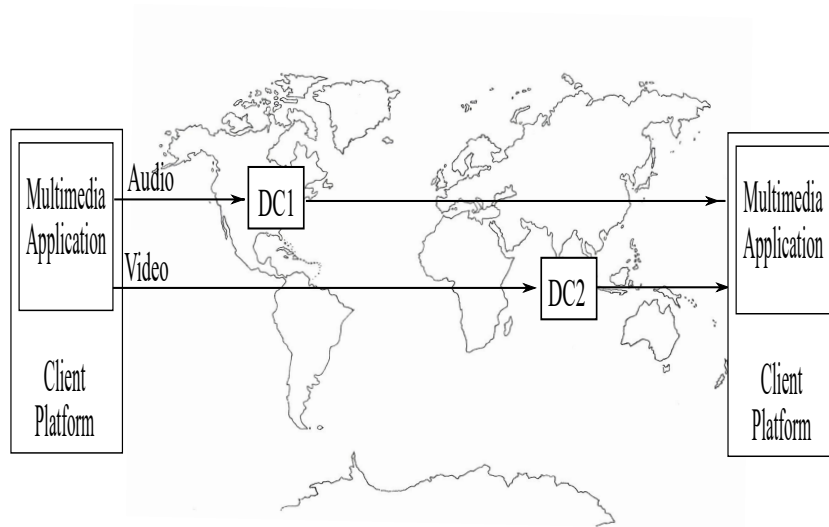 Multimedia
Application
Audio
DC1
Multimedia
Application
Video
DC2
Client
Platform
Client
Platform